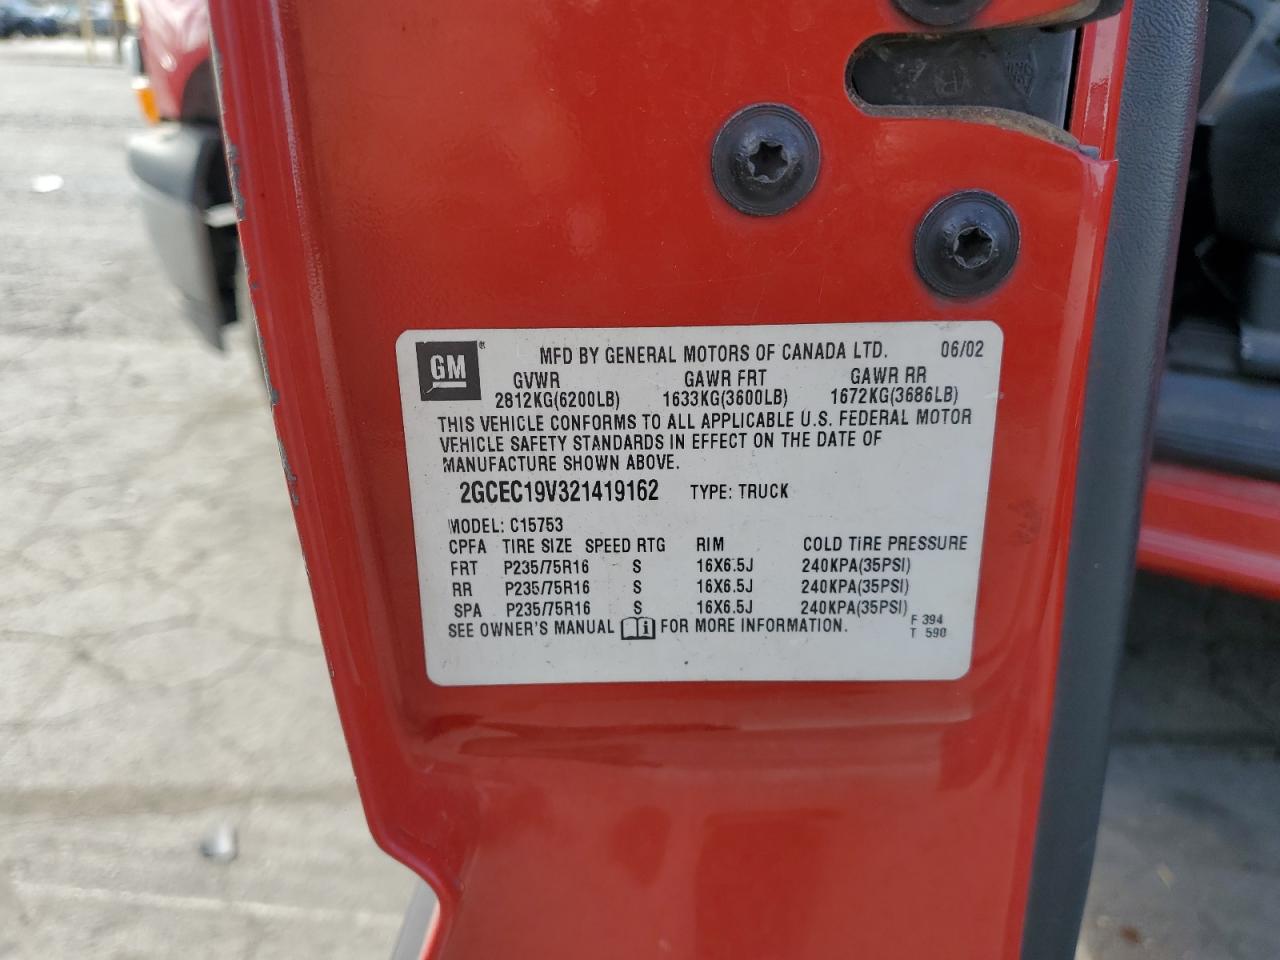 GM® MFD BY GENERAL MOTORS OF CANADA LTD. 06/02
GVWR GAWR FRT GAWR RR
2812KG(6200LB) 1633KG(3600LB) 1672KG(3686LB)
THIS VEHICLE CONFORMS TO ALL APPLICABLE U.S. FEDERAL MOTOR
VEHICLE SAFETY STANDARDS IN EFFECT ON THE DATE OF
MANUFACTURE SHOWN ABOVE.
2GCEC19V321419162 TYPE: TRUCK
MODEL: C15753
CPFA TIRE SIZE SPEED RTG RIM COLD TIRE PRESSURE
FRT P235/75R16 S 16X6.5J 240KPA(35PSI)
RR P235/75R16 S 16X6.5J 240KPA(35PSI)
SPA P235/75R16 S 16X6.5J 240KPA(35PSI)
SEE OWNER'S MANUAL i FOR MORE INFORMATION.
F 394
T 590